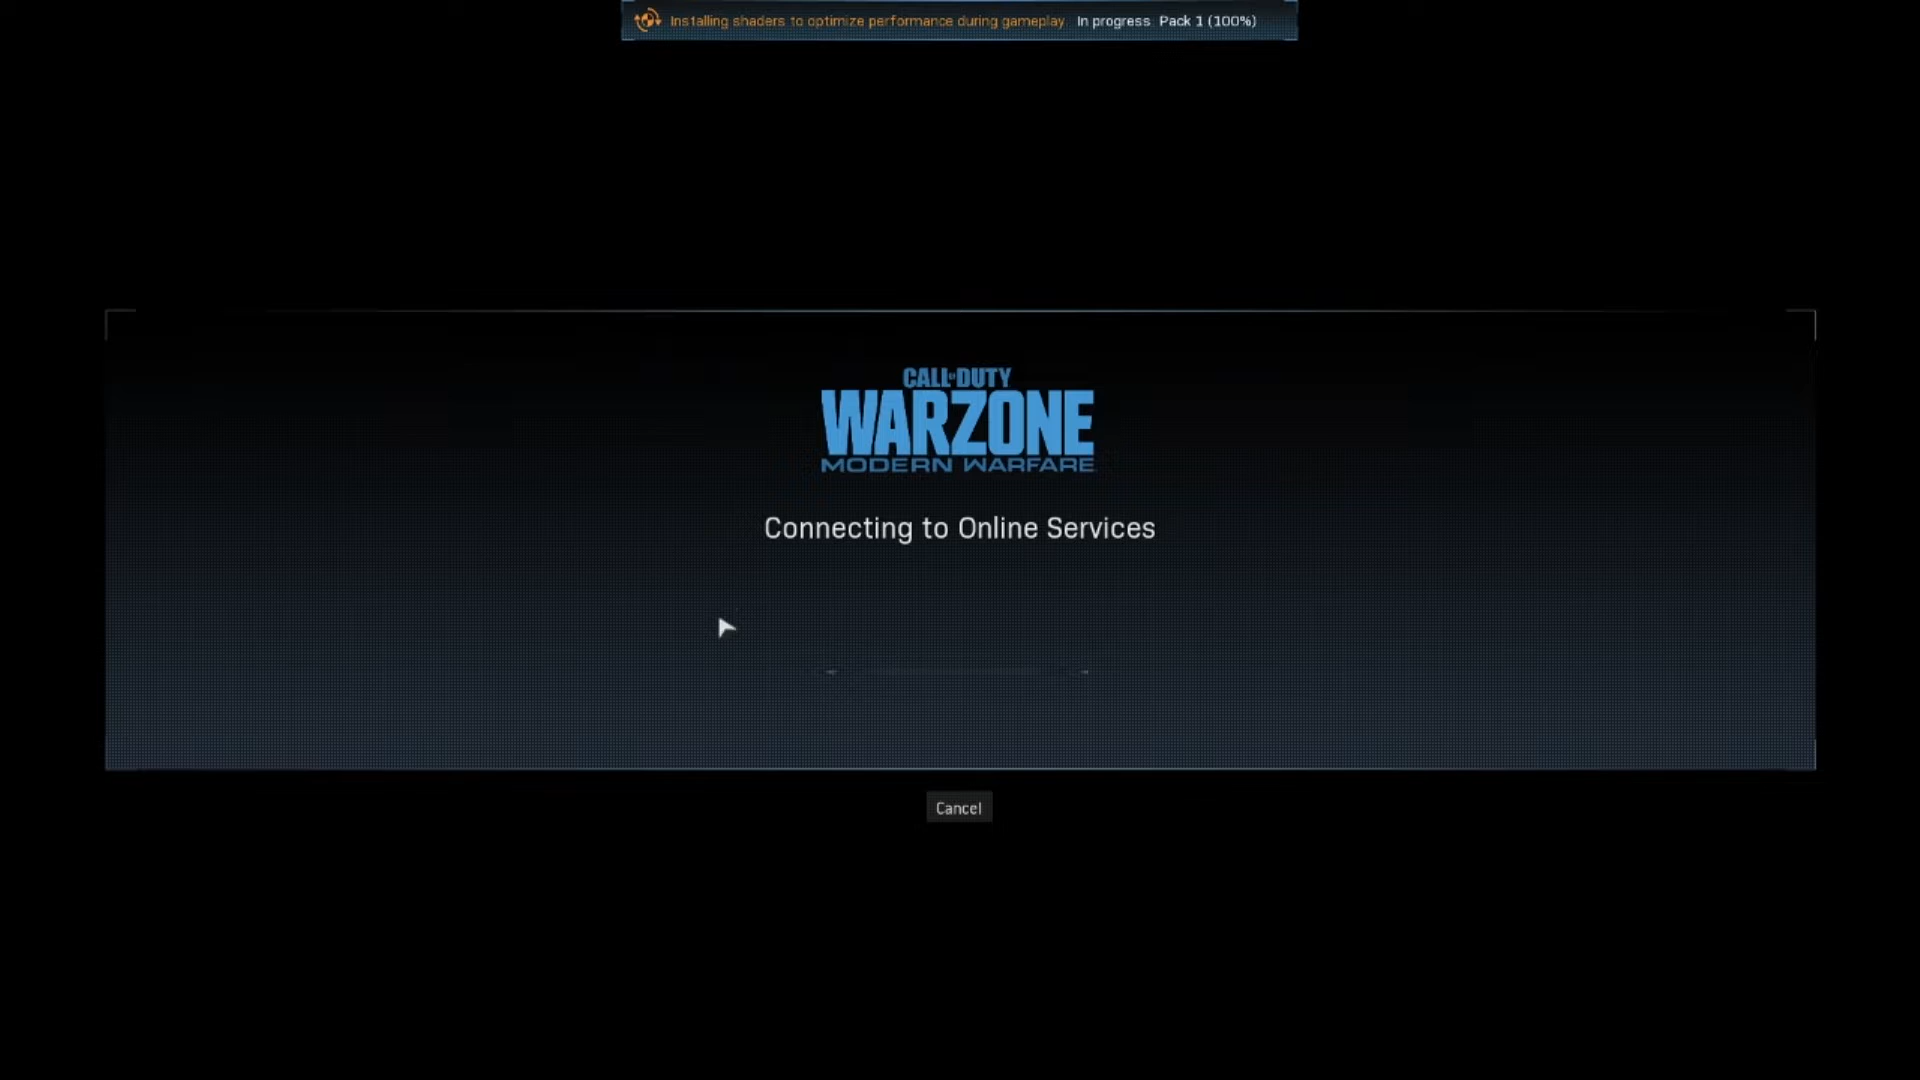 Installing shaders to optimize performance during gameplay. In progress: Pack 1 (100%)
CALL OF DUTY
WARZONE
MODERN WARFARE
Connecting to Online Services
Cancel